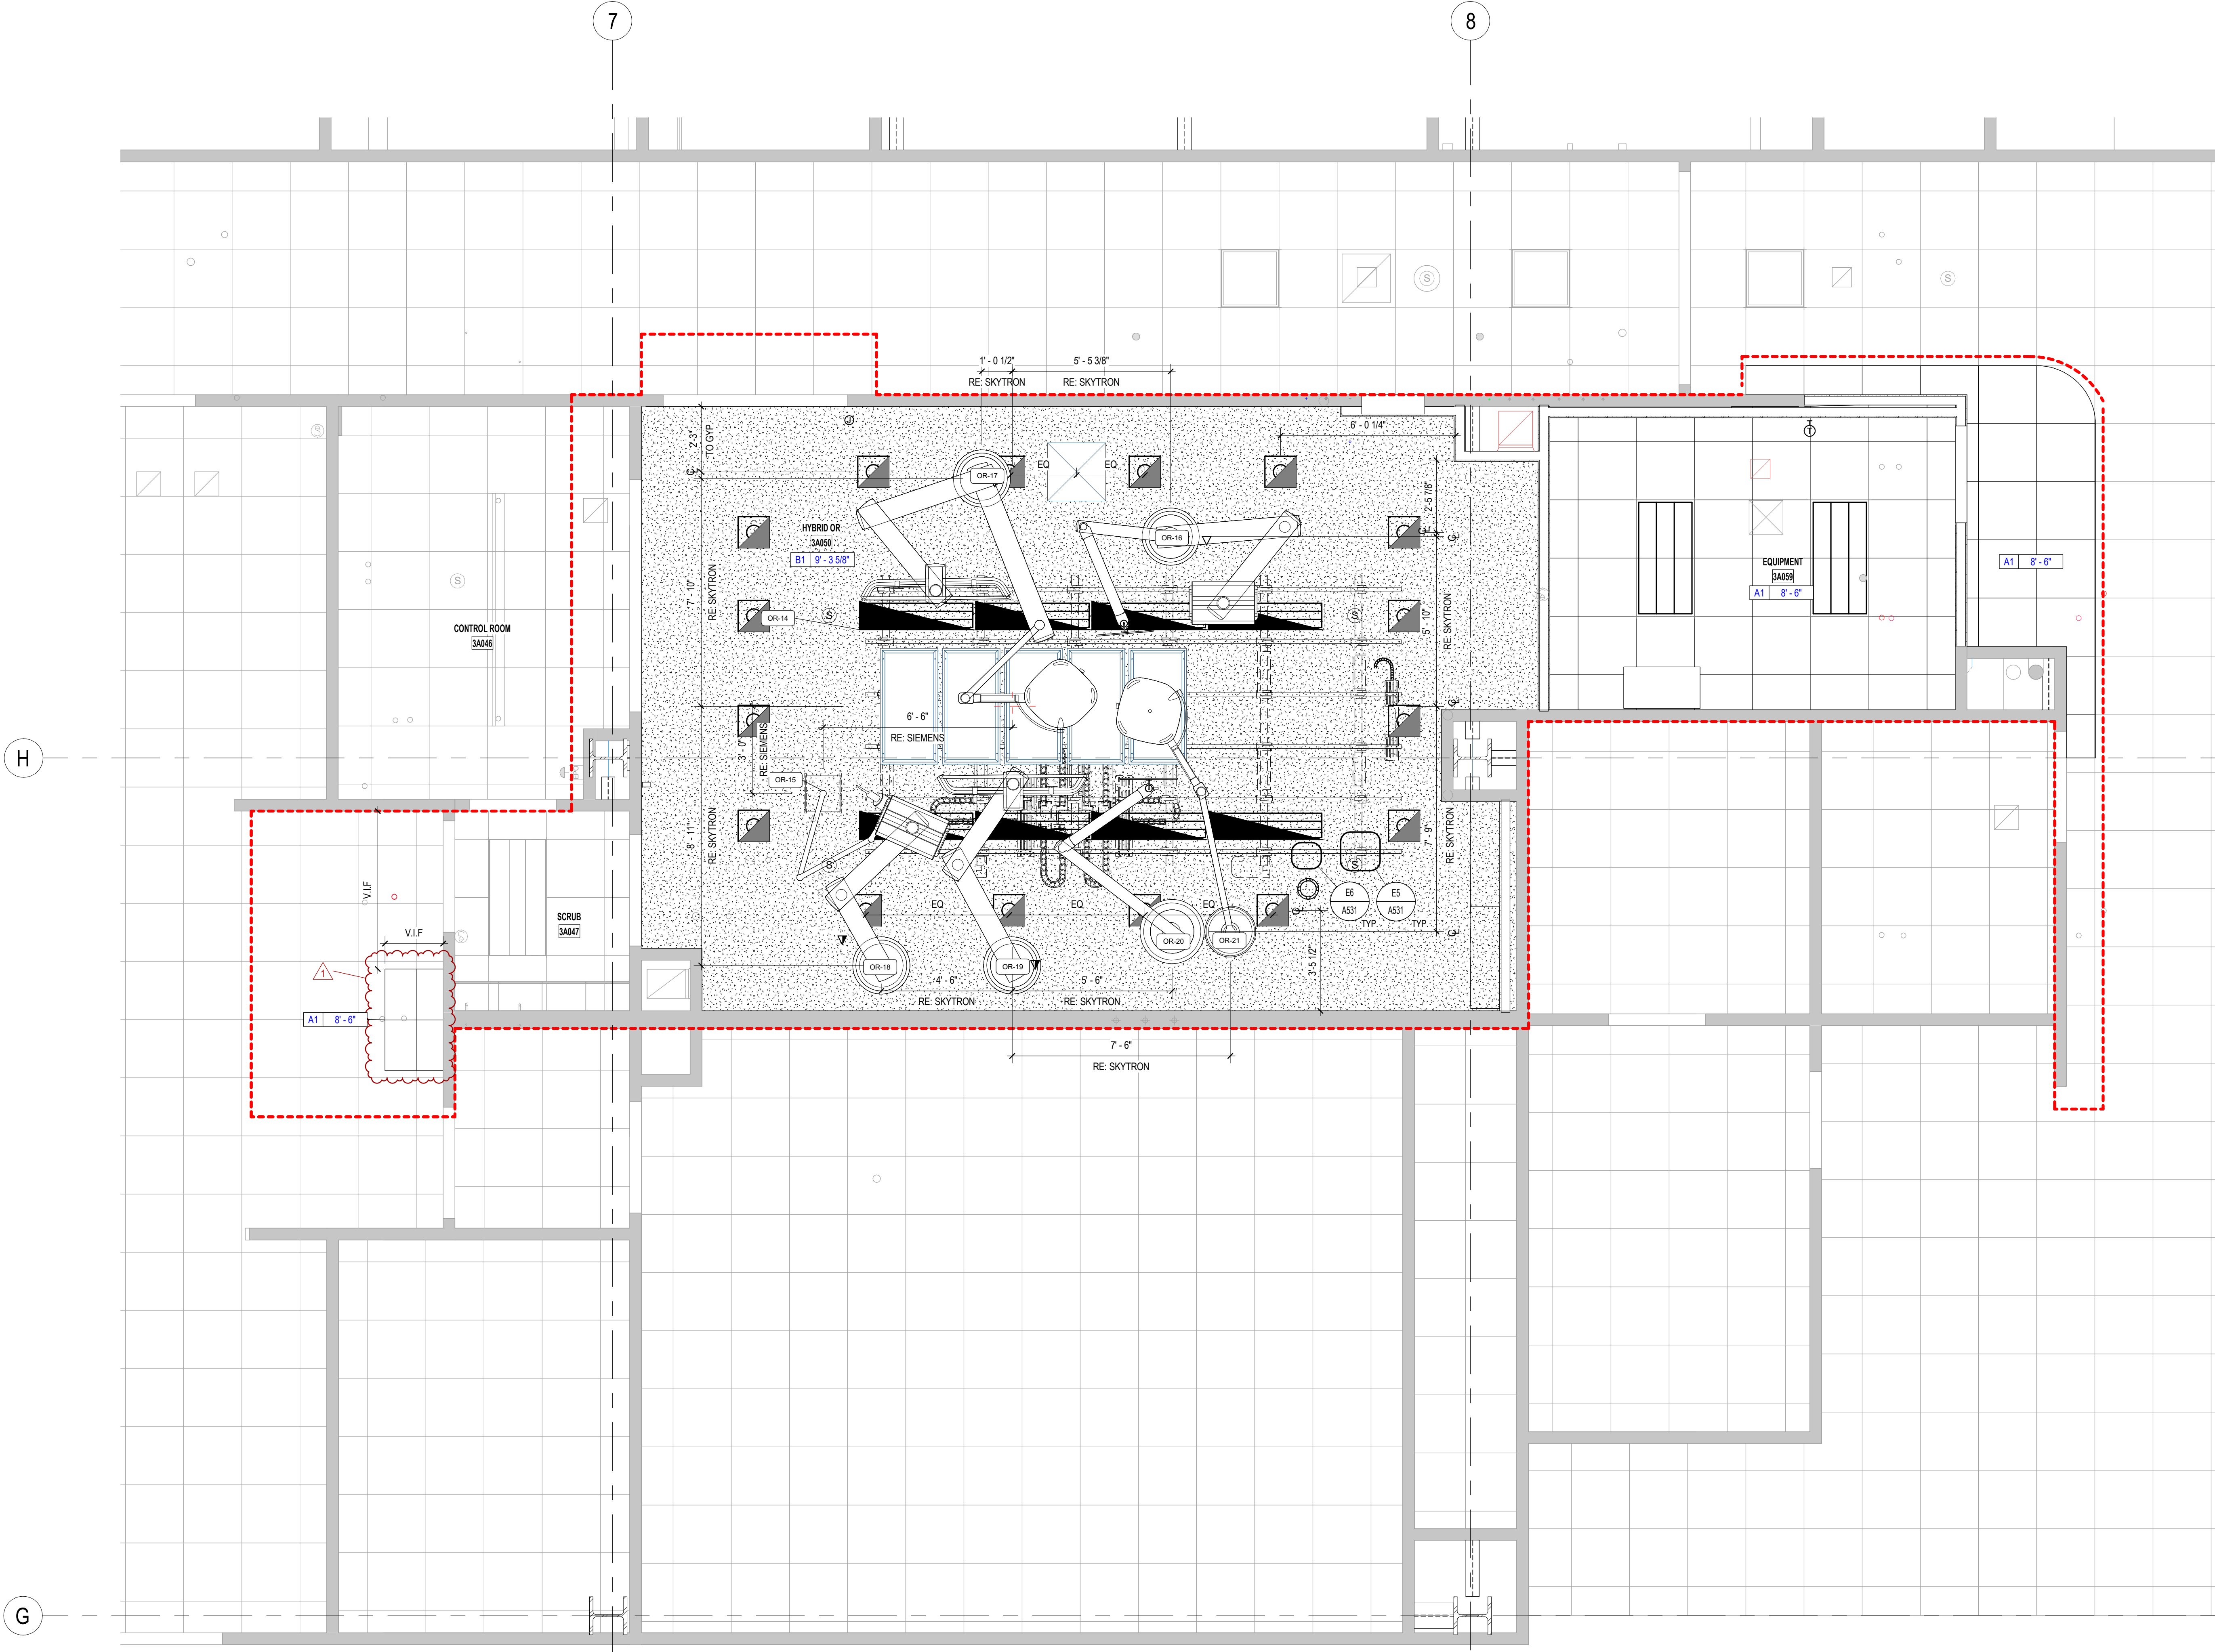 7
8
1' - 0 1/2"
5' - 5 3/8"
RE: SKYTRON
RE: SKYTRON
S
S
S
2'-3"
TO GYP.
J
6' - 0 1/4"
T
EQ
EQ
OR-17
2'-5 7/8"
HYBRID OR
3A050
B1 9' - 3 5/8"
OR-16
CL
EQUIPMENT
3A059
A1 8' - 6"
A1 8' - 6"
7' - 10"
RE: SKYTRON
S
OR-14
S
S
5' - 10"
RE: SKYTRON
CONTROL ROOM
3A046
6' - 6"
RE: SIEMENS
3' - 0"
RE: SIEMENS
H
OR-15
8' - 11"
RE: SKYTRON
S
S
7' - 9"
RE: SKYTRON
V.I.F
E6
A531
TYP.
E5
A531
TYP.
SCRUB
3A047
EQ
EQ
EQ
CL
V.I.F
S
OR-20
OR-21
CL
1
OR-18
OR-19
3'-5 1/2"
4' - 6"
RE: SKYTRON
5' - 6"
RE: SKYTRON
A1 8' - 6"
7' - 6"
RE: SKYTRON
G